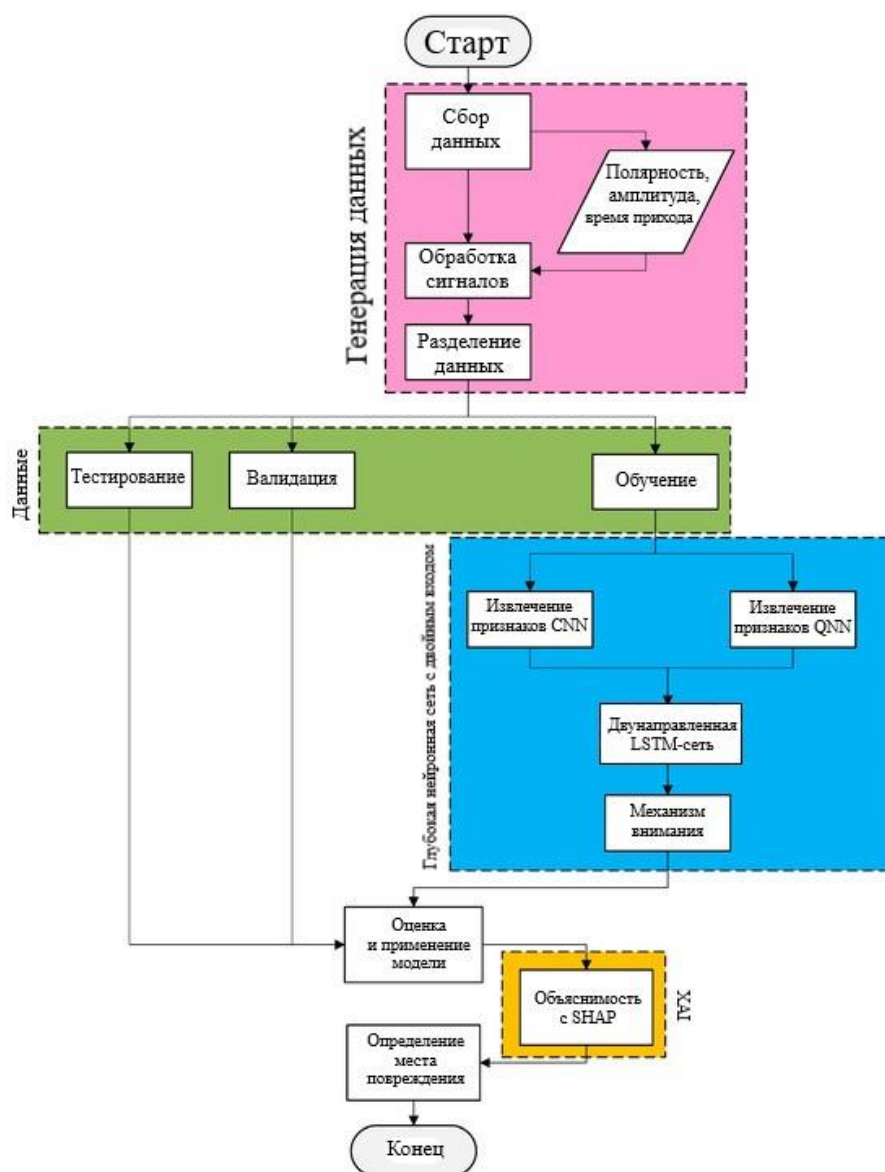 Старт
Генерация данных
Сбор
данных
Полярность,
амплитуда,
время прихода
Обработка
сигналов
Разделение
данных
Данные
Тестирование
Валидация
Обучение
Глубокая нейронная сеть с двойным входом
Извлечение
признаков CNN
Извлечение
признаков QNN
Двунаправленная
LSTM-сеть
Механизм
внимания
Оценка
и применение
модели
Объяснимость
с SHAP
XAI
Определение
места
повреждения
Конец